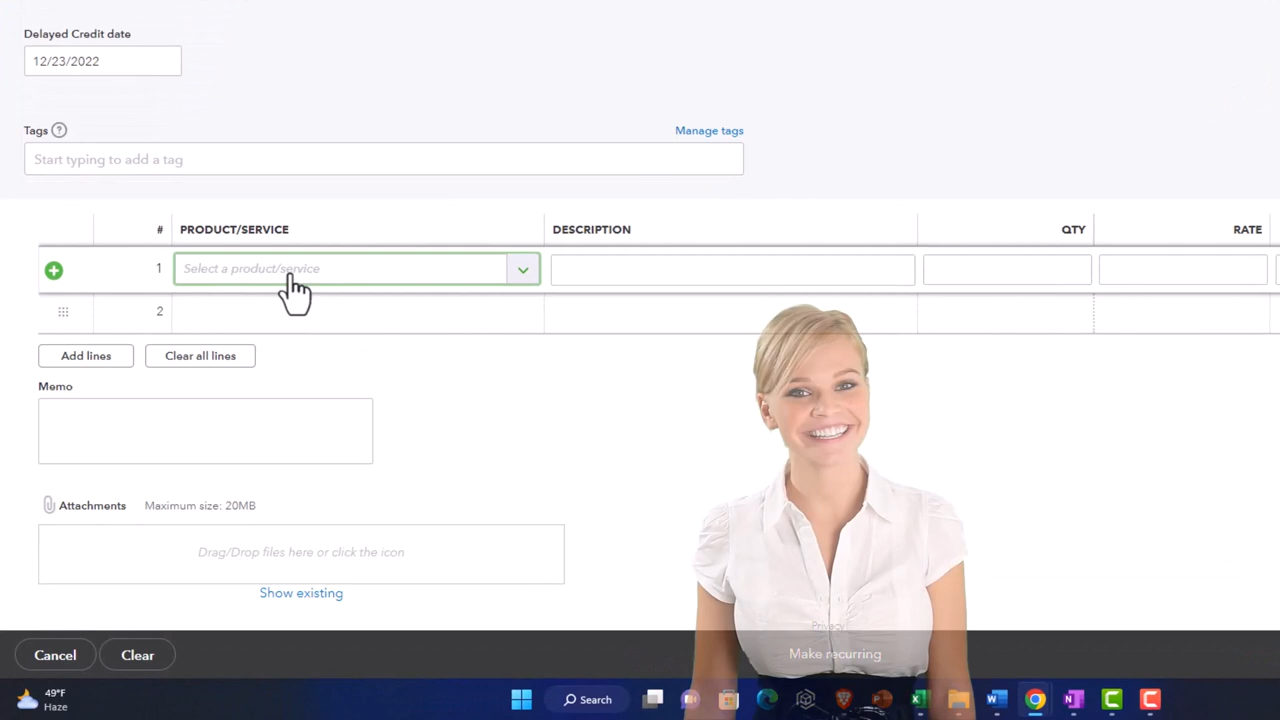 Delayed Credit date
12/23/2022
Tags ?
Manage tags
Start typing to add a tag
# PRODUCT/SERVICE DESCRIPTION QTY RATE
1 Select a product/service
2
Add lines Clear all lines
Memo
Attachments Maximum size: 20MB
Drag/Drop files here or click the icon
Show existing
Privacy
Cancel Clear Make recurring
49°F
Haze
Search